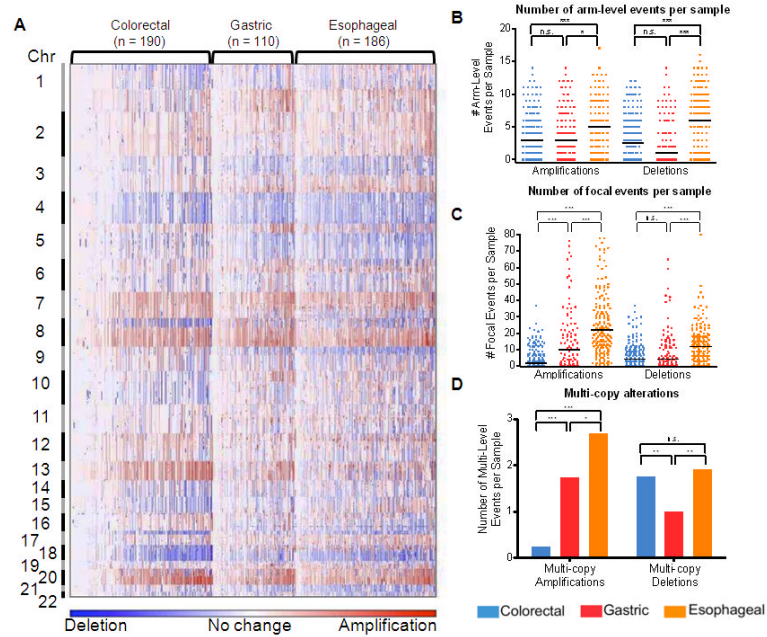 A
Colorectal
(n = 190)
Gastric
(n = 110)
Esophageal
(n = 186)
Chr
1
2
3
4
5
6
7
8
9
10
11
12
13
14
15
16
17
18
19
20
21
22
Deletion
No change
Amplification
B
Number of arm-level events per sample
***
n.s.
*
***
n.s.
***
#Arm-Level
Events per Sample
20
15
10
5
0
Amplifications
Deletions
C
Number of focal events per sample
***
***
***
***
n.s.
***
#Focal Events per Sample
80
70
60
50
40
30
20
10
0
Amplifications
Deletions
D
Multi-copy alterations
***
***
*
n.s.
**
**
Number of Multi-Level
Events per Sample
3
2
1
0
Multi-copy
Amplifications
Multi-copy
Deletions
Colorectal
Gastric
Esophageal